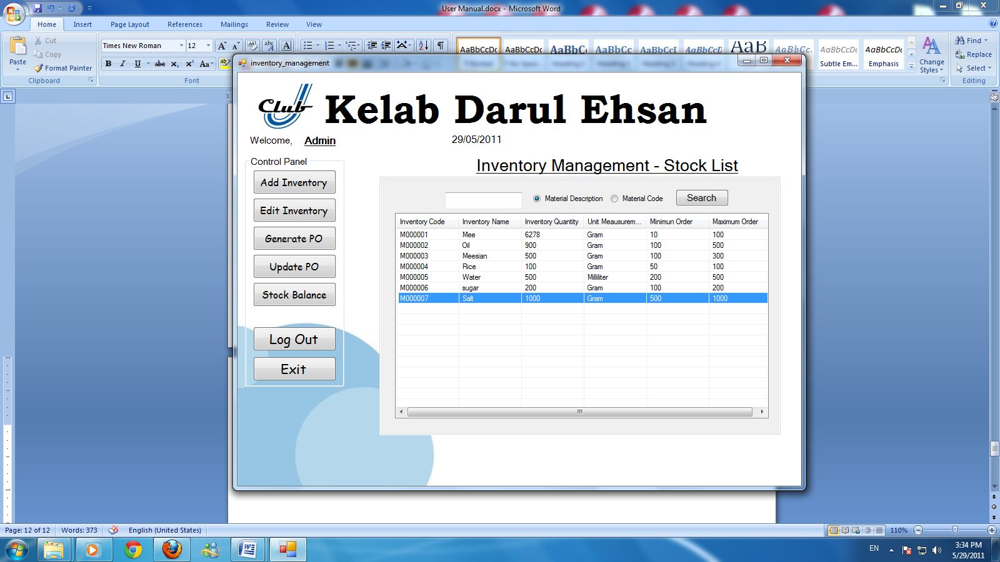 User Manual.docx - Microsoft Word
Home Insert Page Layout References Mailings Review View
Paste
Cut
Copy
Format Painter
Clipboard
Times New Roman 12
Font
AaBbCcDc AaBbCcDc AaBbC AaBbCc AaBbCcI AaBbCcD AaB AaBbCc. AaBbCcDc AaBbCcDc
Subtle Em... Emphasis
Change Styles
Find
Replace
Select
Editing
inventory_management
Club
Kelab Darul Ehsan
Welcome, Admin
29/05/2011
Control Panel
Add Inventory
Edit Inventory
Generate PO
Update PO
Stock Balance
Log Out
Exit
Inventory Management - Stock List
Material Description Material Code Search
Inventory Code Inventory Name Inventory Quantity Unit Meausurem... Minimun Order Maximum Order
M000001 Mee 6278 Gram 10 100
M000002 Oil 900 Gram 100 500
M000003 Meesian 500 Gram 100 300
M000004 Rice 100 Gram 50 100
M000005 Water 500 Milliliter 200 500
M000006 sugar 200 Gram 100 200
M000007 Salt 1000 Gram 500 1000
Page: 12 of 12 Words: 373 English (United States) 110%
EN
3:34 PM
5/29/2011